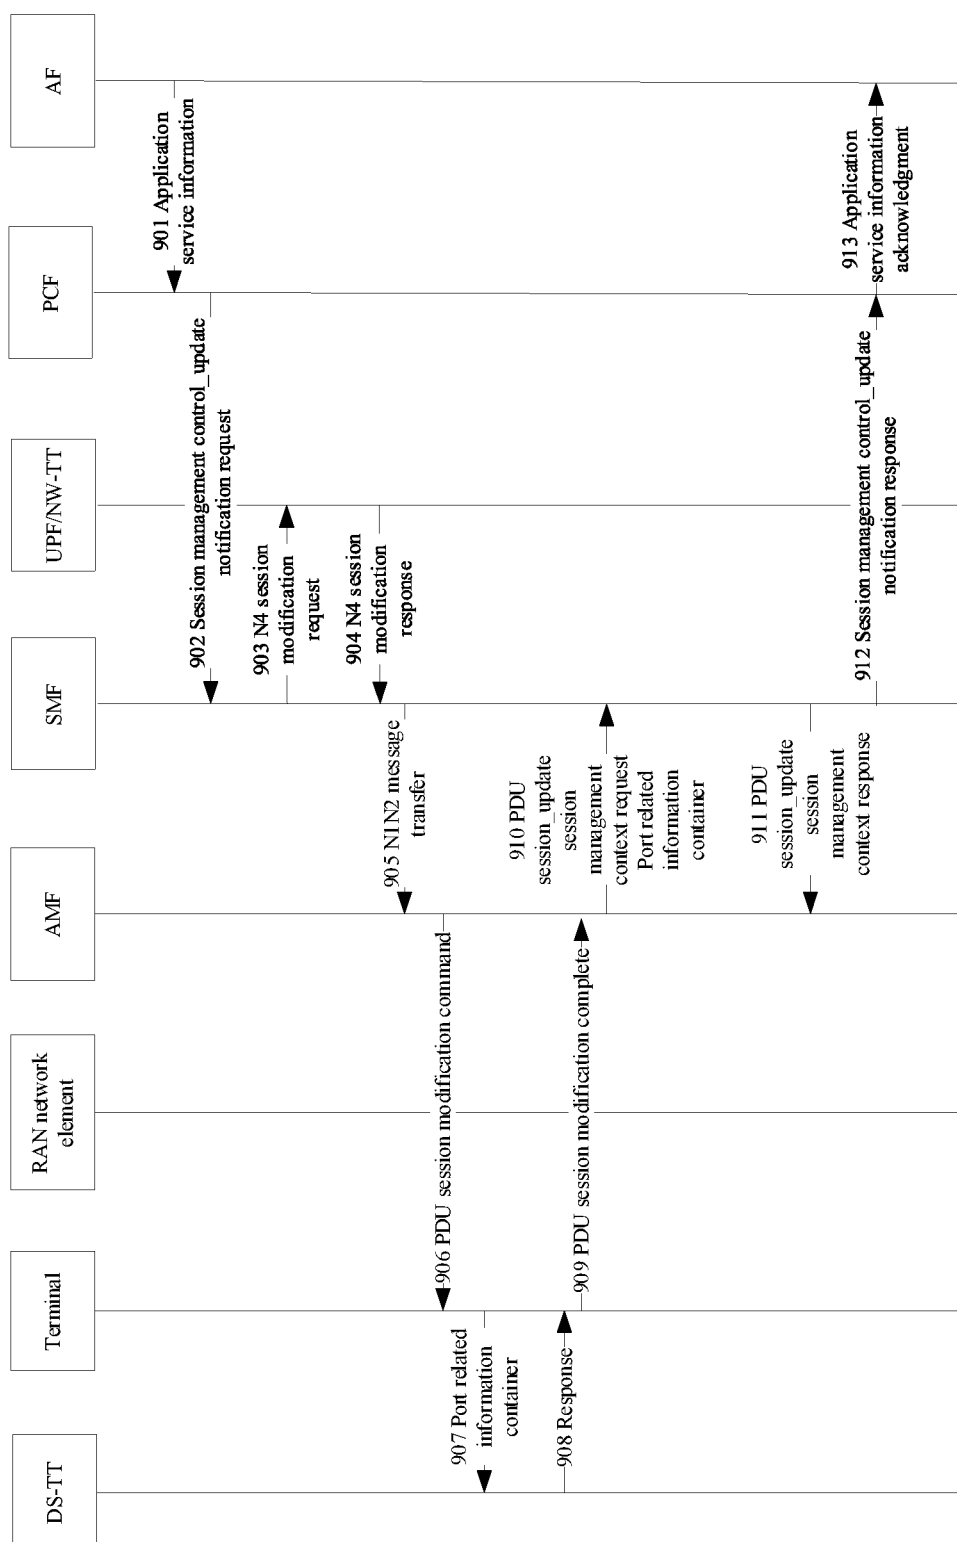 DS-TT
Terminal
RAN network
element
AMF
SMF
UPF/NW-TT
PCF
AF
901 Application
service information
902 Session management control_update
notification request
903 N4 session
modification
request
904 N4 session
modification
response
905 N1N2 message
transfer
906 PDU session modification command
907 Port related
information
container
908 Response
909 PDU session modification complete
910 PDU
session_update
session
management
context request
Port related
information
container
911 PDU
session_update
session
management
context response
912 Session management control_update
notification response
913 Application
service information
acknowledgment